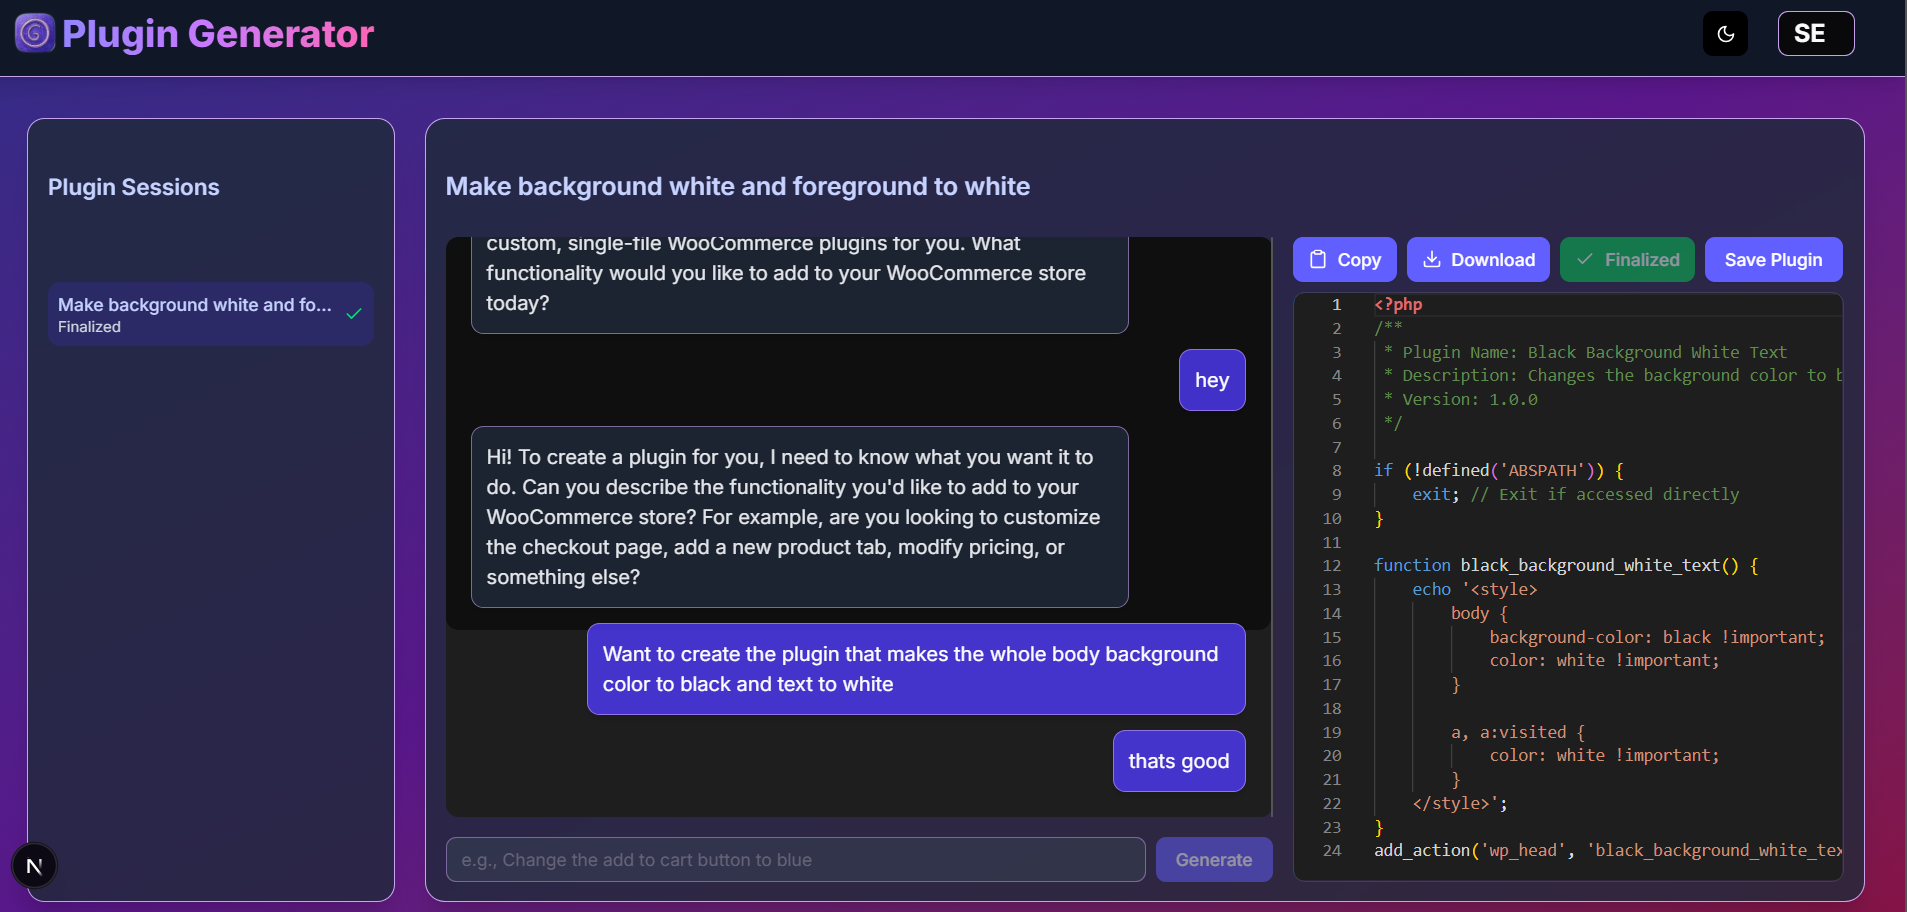 Plugin Generator
SE
Plugin Sessions
Make background white and fo...
Finalized
Make background white and foreground to white
custom, single-file WooCommerce plugins for you. What
functionality would you like to add to your WooCommerce store
today?
hey
Hi! To create a plugin for you, I need to know what you want it to
do. Can you describe the functionality you'd like to add to your
WooCommerce store? For example, are you looking to customize
the checkout page, add a new product tab, modify pricing, or
something else?
Want to create the plugin that makes the whole body background
color to black and text to white
thats good
e.g., Change the add to cart button to blue
Generate
Copy
Download
Finalized
Save Plugin
1 <?php
2 /**
3  * Plugin Name: Black Background White Text
4  * Description: Changes the background color to b
5  * Version: 1.0.0
6  */
7
8 if (!defined('ABSPATH')) {
9     exit; // Exit if accessed directly
10 }
11
12 function black_background_white_text() {
13     echo '<style>
14         body {
15             background-color: black !important;
16             color: white !important;
17         }
18
19         a, a:visited {
20             color: white !important;
21         }
22     </style>';
23 }
24 add_action('wp_head', 'black_background_white_tex
N